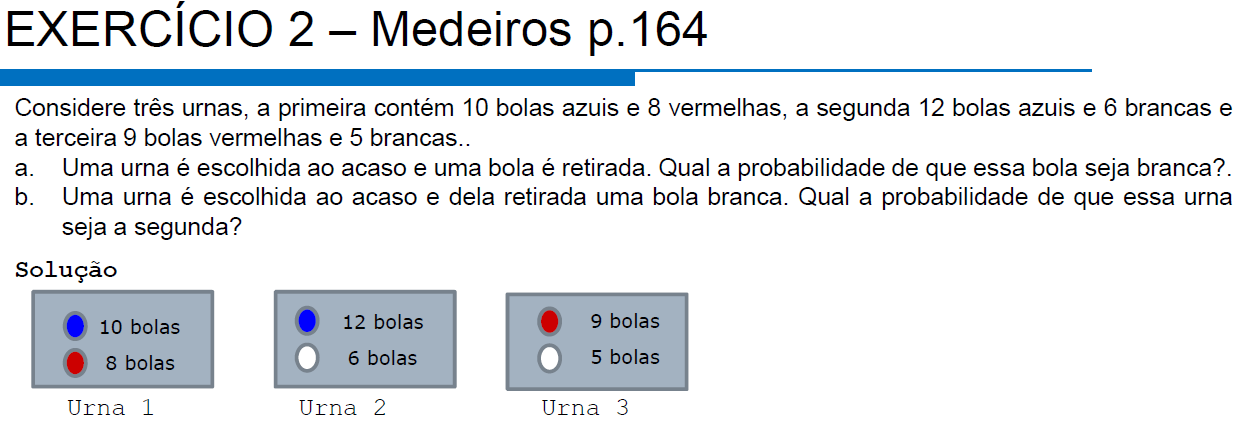 EXERCÍCIO 2 – Medeiros p.164
Considere três urnas, a primeira contém 10 bolas azuis e 8 vermelhas, a segunda 12 bolas azuis e 6 brancas e
a terceira 9 bolas vermelhas e 5 brancas..
a. Uma urna é escolhida ao acaso e uma bola é retirada. Qual a probabilidade de que essa bola seja branca?.
b. Uma urna é escolhida ao acaso e dela retirada uma bola branca. Qual a probabilidade de que essa urna
seja a segunda?
Solução
10 bolas
8 bolas
Urna 1
12 bolas
6 bolas
Urna 2
9 bolas
5 bolas
Urna 3